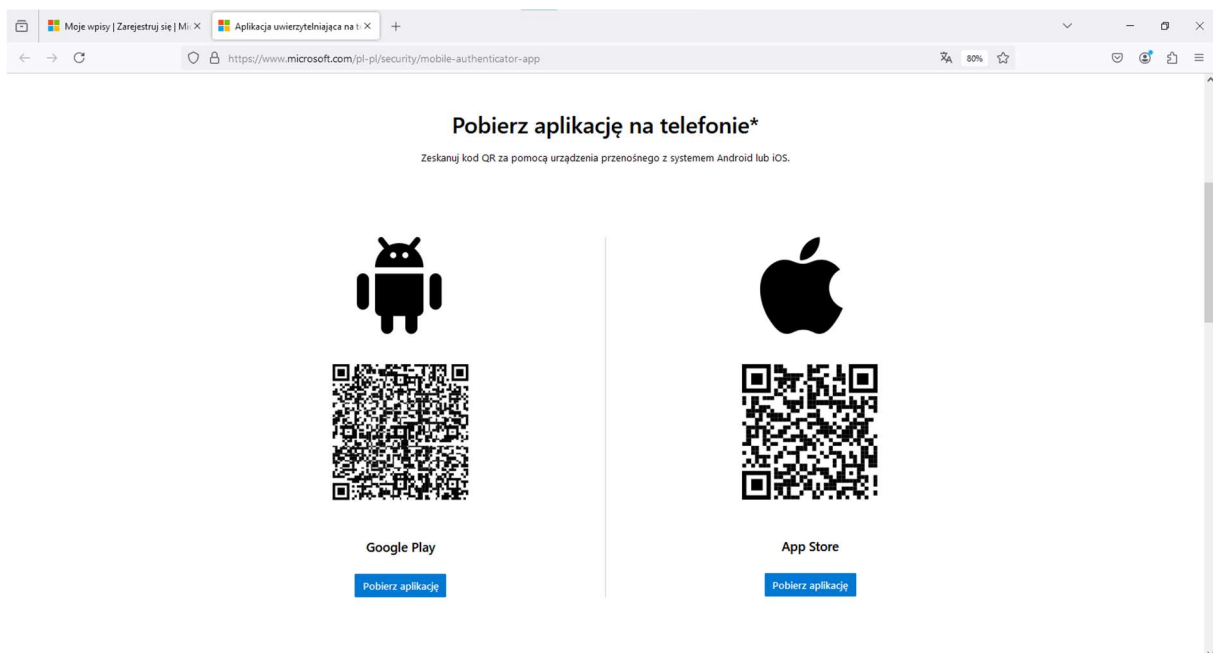 Moje wpisy | Zarejestruj się | Mic
Aplikacja uwierzytelniająca na te
https://www.microsoft.com/pl-pl/security/mobile-authenticator-app
80%
Pobierz aplikację na telefonie*
Zeskanuj kod QR za pomocą urządzenia przenośnego z systemem Android lub iOS.
Google Play
App Store
Pobierz aplikację
Pobierz aplikację